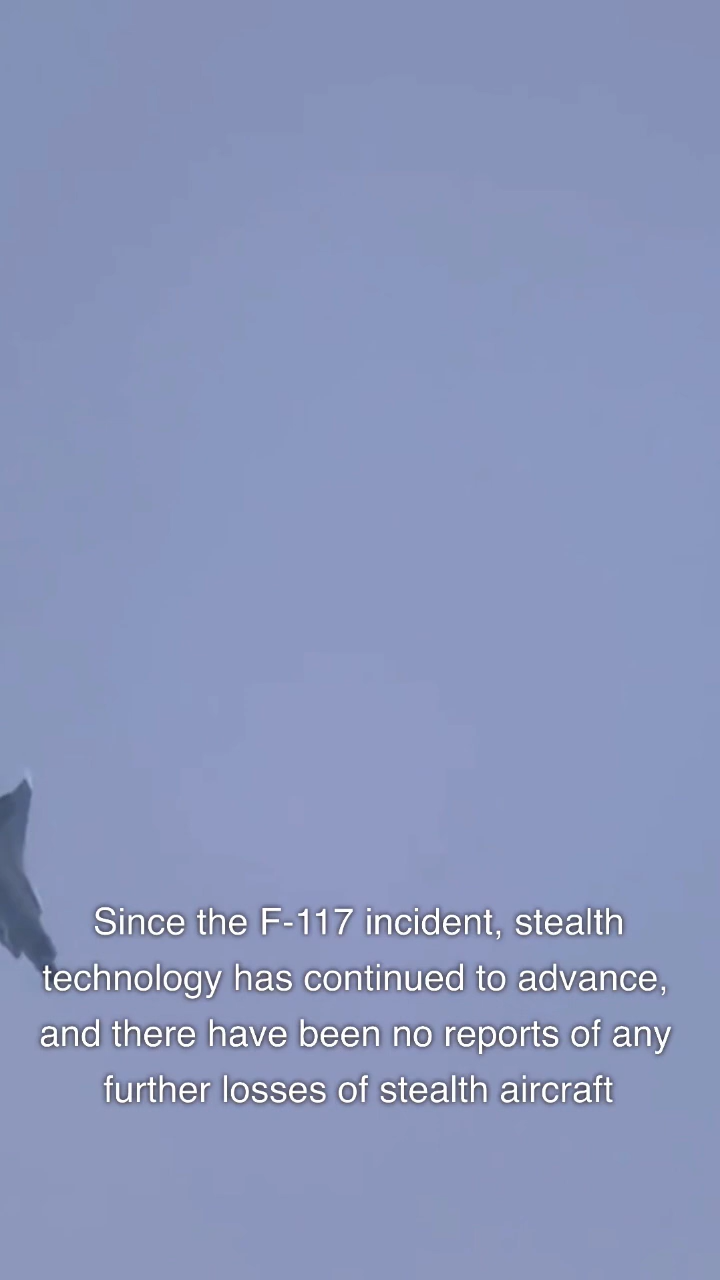 Since the F-117 incident, stealth
technology has continued to advance,
and there have been no reports of any
further losses of stealth aircraft